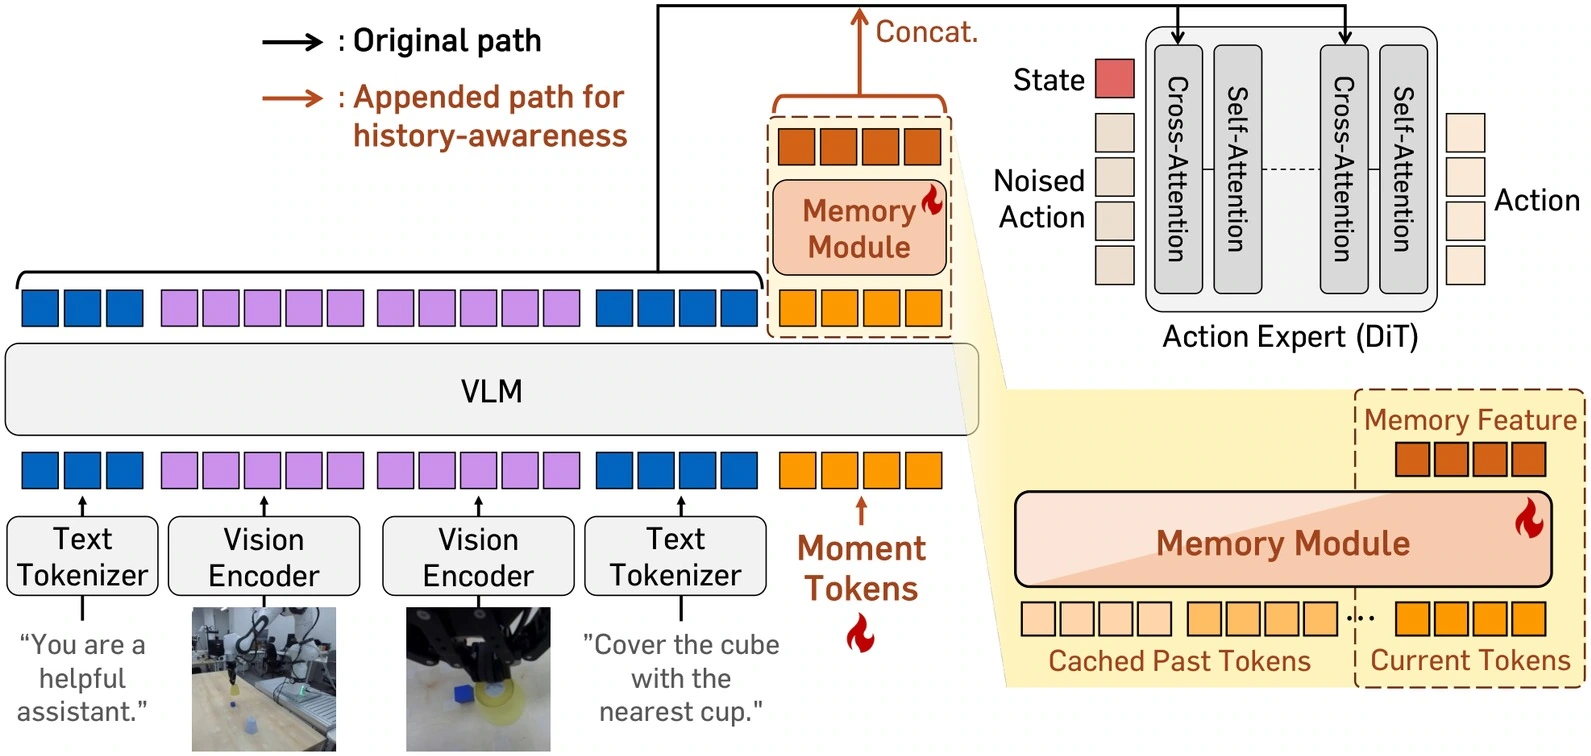 : Original path
: Appended path for
history-awareness
Concat.
Memory
Module
State
Noised
Action
Cross-Attention
Self-Attention
Cross-Attention
Self-Attention
Action
Action Expert (DiT)
VLM
Text
Tokenizer
Vision
Encoder
Vision
Encoder
Text
Tokenizer
Moment
Tokens
“You are a
helpful
assistant.”
”Cover the cube
with the
nearest cup."
Memory Feature
Memory Module
...
Cached Past Tokens
Current Tokens